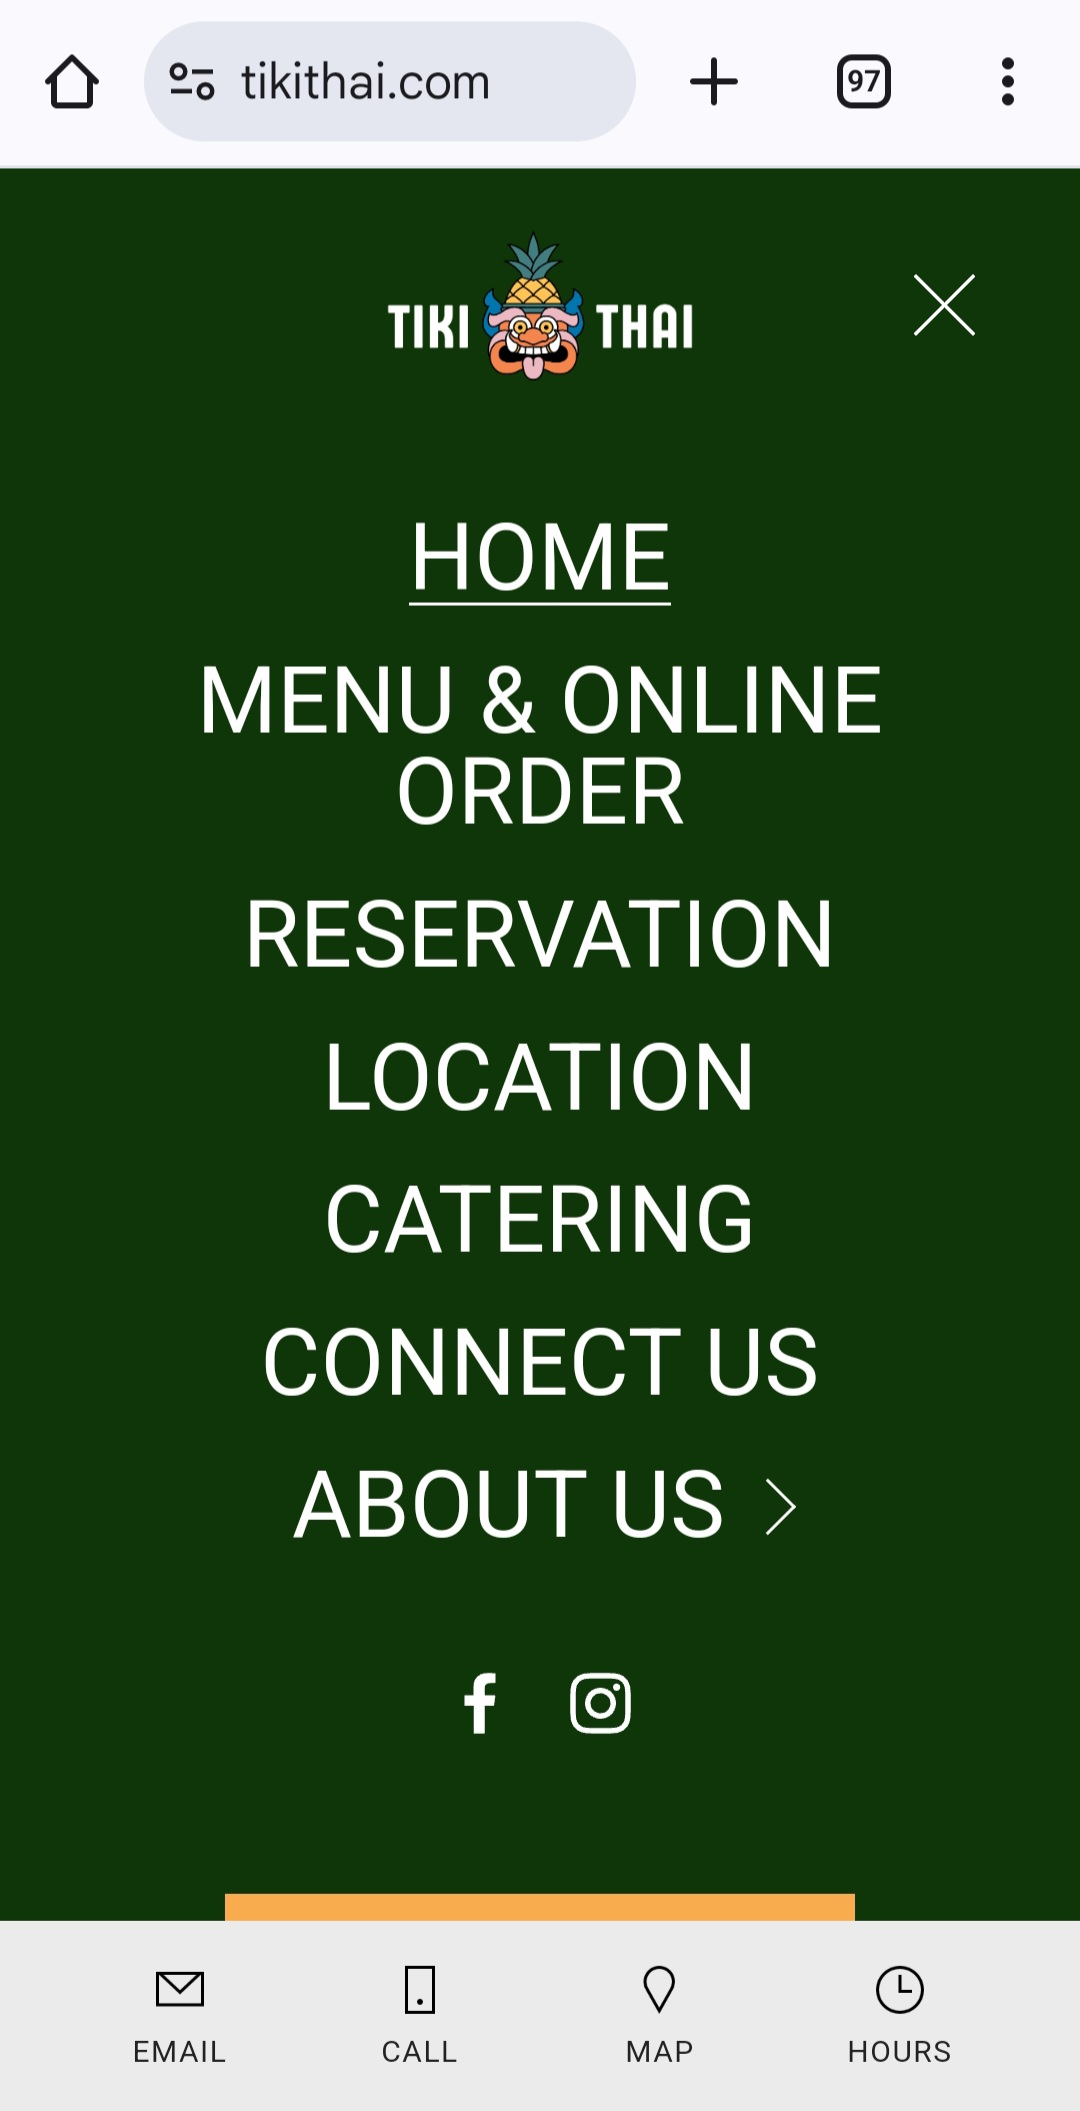 tikithai.com
97
TIKI THAI
HOME
MENU & ONLINE
ORDER
RESERVATION
LOCATION
CATERING
CONNECT US
ABOUT US
EMAIL
CALL
MAP
HOURS